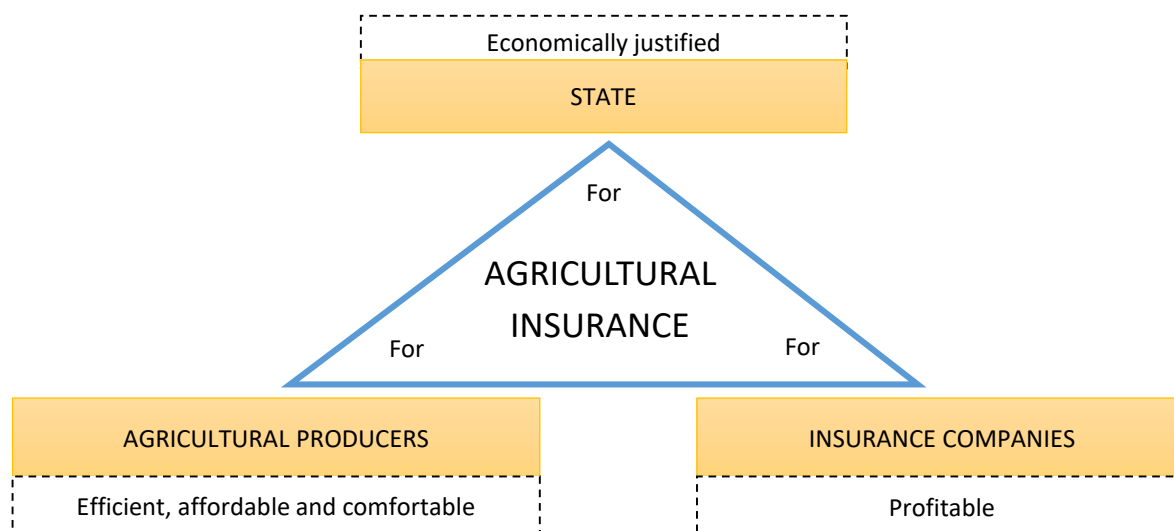 Economically justified
STATE
For
AGRICULTURAL
INSURANCE
For
For
AGRICULTURAL PRODUCERS
INSURANCE COMPANIES
Efficient, affordable and comfortable
Profitable